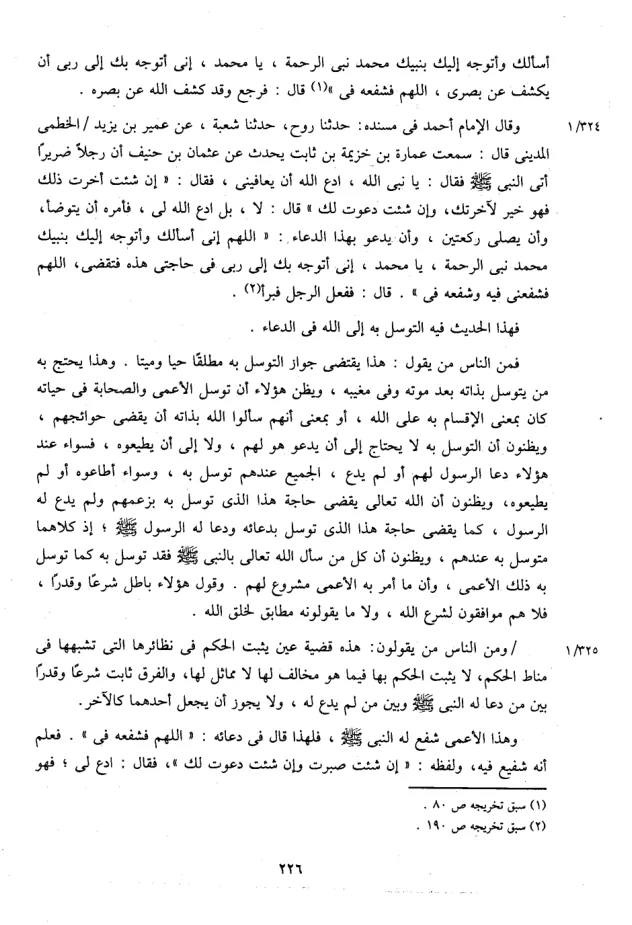 أسألك وأتوجه إليك بنبيك محمد نبى الرحمة ، يا محمد ، إنى أتوجه بك إلى ربى أن
يكشف عن بصرى ، اللهم فشفعه فى »(١) قال : فرجع وقد كشف الله عن بصره .
١/٣٢٤ وقال الإمام أحمد فى مسنده: حدثنا روح، حدثنا شعبة ، عن عمير بن يزيد /الخطمى
المدينى قال : سمعت عمارة بن خزيمة بن ثابت يحدث عن عثمان بن حنيف أن رجلاً ضريرًا
أتى النبى ﷺ فقال : يا نبى الله ، ادع الله أن يعافينى ، فقال : « إن شئت أخرت ذلك
فهو خير لآخرتك، وإن شئت دعوت لك » قال : لا ، بل ادع الله لى ، فأمره أن يتوضأ،
وأن يصلى ركعتين ، وأن يدعو بهذا الدعاء : « اللهم إنى أسألك وأتوجه إليك بنبيك
محمد نبى الرحمة ، يا محمد ، إنى أتوجه بك إلى ربى فى حاجتى هذه فتقضى، اللهم
فشفعنى فيه وشفعه فى » . قال : ففعل الرجل فبرأ(٢) .
فهذا الحديث فيه التوسل به إلى الله فى الدعاء .
فمن الناس من يقول : هذا يقتضى جواز التوسل به مطلقًا حيا وميتا . وهذا يحتج به
من يتوسل بذاته بعد موته وفى مغيبه ، ويظن هؤلاء أن توسل الأعمى والصحابة فى حياته
كان بمعنى الإقسام به على الله ، أو بمعنى أنهم سألوا الله بذاته أن يقضى حوائجهم ،
ويظنون أن التوسل به لا يحتاج إلى أن يدعو هو لهم ، ولا إلى أن يطيعوه ، فسواء عند
هؤلاء دعا الرسول لهم أو لم يدع ، الجميع عندهم توسل به ، وسواء أطاعوه أو لم
يطيعوه، ويظنون أن الله تعالى يقضى حاجة هذا الذى توسل به بزعمهم ولم يدع له
الرسول ، كما يقضى حاجة هذا الذى توسل بدعائه ودعا له الرسول ﷺ ؛ إذ كلاهما
متوسل به عندهم ، ويظنون أن كل من سأل الله تعالى بالنبى ﷺ فقد توسل به كما توسل
به ذلك الأعمى ، وأن ما أمر به الأعمى مشروع لهم . وقول هؤلاء باطل شرعًا وقدرًا ،
فلا هم موافقون لشرع الله ، ولا ما يقولونه مطابق لخلق الله .
١/٣٢٥ /ومن الناس من يقولون: هذه قضية عين يثبت الحكم فى نظائرها التى تشبهها فى
مناط الحكم، لا يثبت الحكم بها فيما هو مخالف لها لا مماثل لها، والفرق ثابت شرعًا وقدرًا
بين من دعا له النبى ﷺ وبين من لم يدع له ، ولا يجوز أن يجعل أحدهما كالآخر.
وهذا الأعمى شفع له النبى ﷺ ، فلهذا قال فى دعائه : « اللهم فشفعه فى » . فعلم
أنه شفيع فيه، ولفظه : « إن شئت صبرت وإن شئت دعوت لك »، فقال : ادع لى ؛ فهو
(١) سبق تخريجه ص ٨٠ .
(٢) سبق تخريجه ص ١٩٠ .
٢٢٦